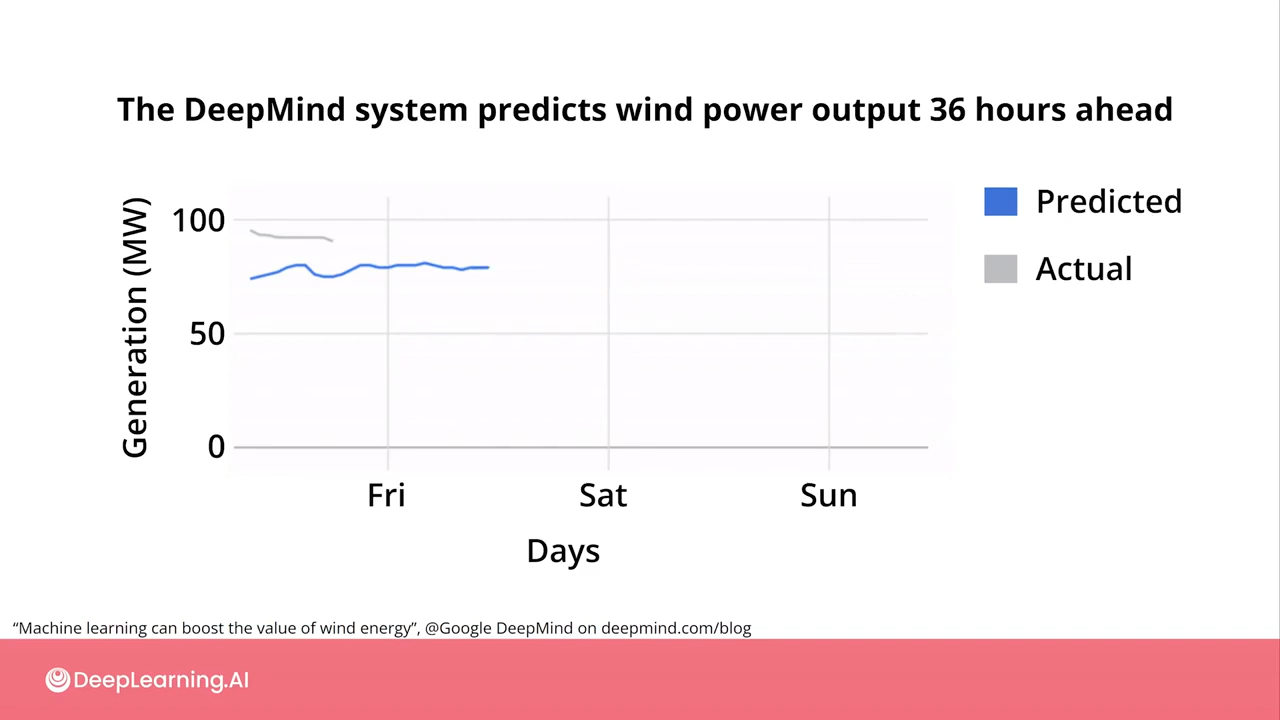 The DeepMind system predicts wind power output 36 hours ahead
Generation (MW)
100
50
0
Fri
Sat
Sun
Days
Predicted
Actual
“Machine learning can boost the value of wind energy”, @Google DeepMind on deepmind.com/blog
DeepLearning.AI